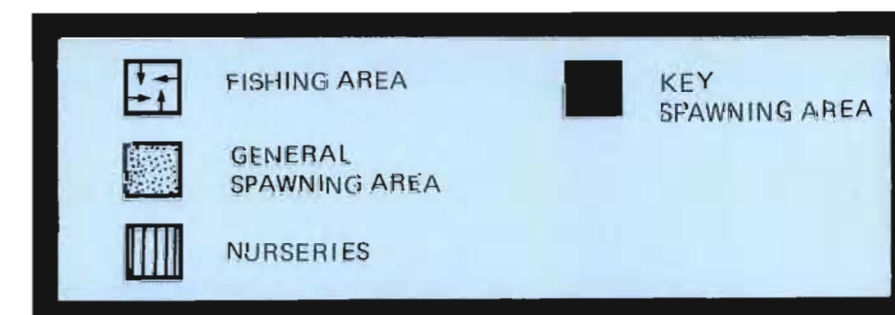 FISHING AREA
GENERAL
SPAWNING AREA
NURSERIES
KEY
SPAWNING AREA